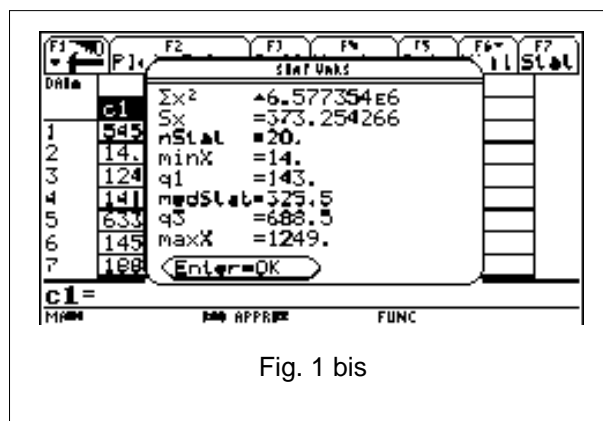 F1 F2 F3 F4 F5 F6 F7
Stat
STAT VARS
DATA
c1
Σx² =6.577354E6
Sx =373.254266
1 545 nStat =20.
2 14. minX =14.
3 124 q1 =143.
4 141 medStat=325.5
5 633 q3 =688.5
6 145 maxX =1249.
7 188
Enter=OK
c1=
MAIN APPROX FUNC
Fig. 1 bis